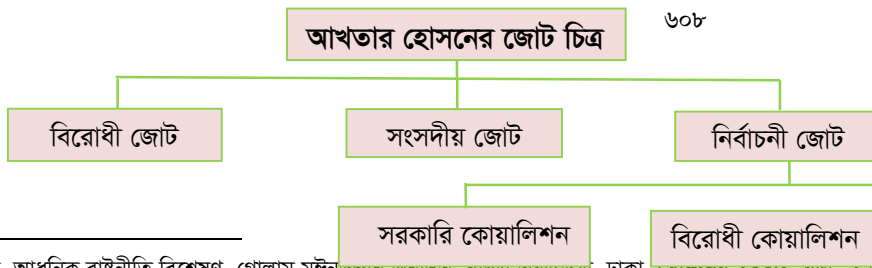 আখতার হোসনের জোট চিত্র
৬০৮
বিরোধী জোট
সংসদীয় জোট
নির্বাচনী জোট
সরকারি কোয়ালিশন
বিরোধী কোয়ালিশন
আধুনিক রাষ্ট্রনীতি বিশ্লেষণ, গোলাম